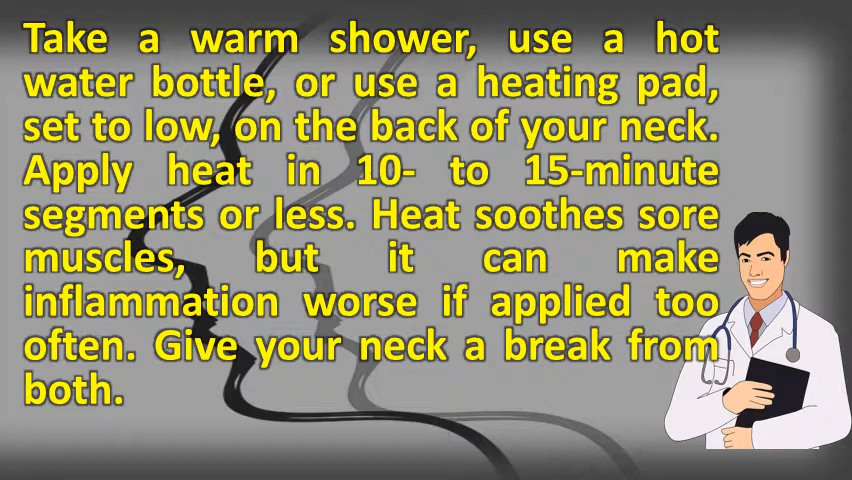 Take a warm shower, use a hot
water bottle, or use a heating pad,
set to low, on the back of your neck.
Apply heat in 10- to 15-minute
segments or less. Heat soothes sore
muscles, but it can make
inflammation worse if applied too
often. Give your neck a break from
both.